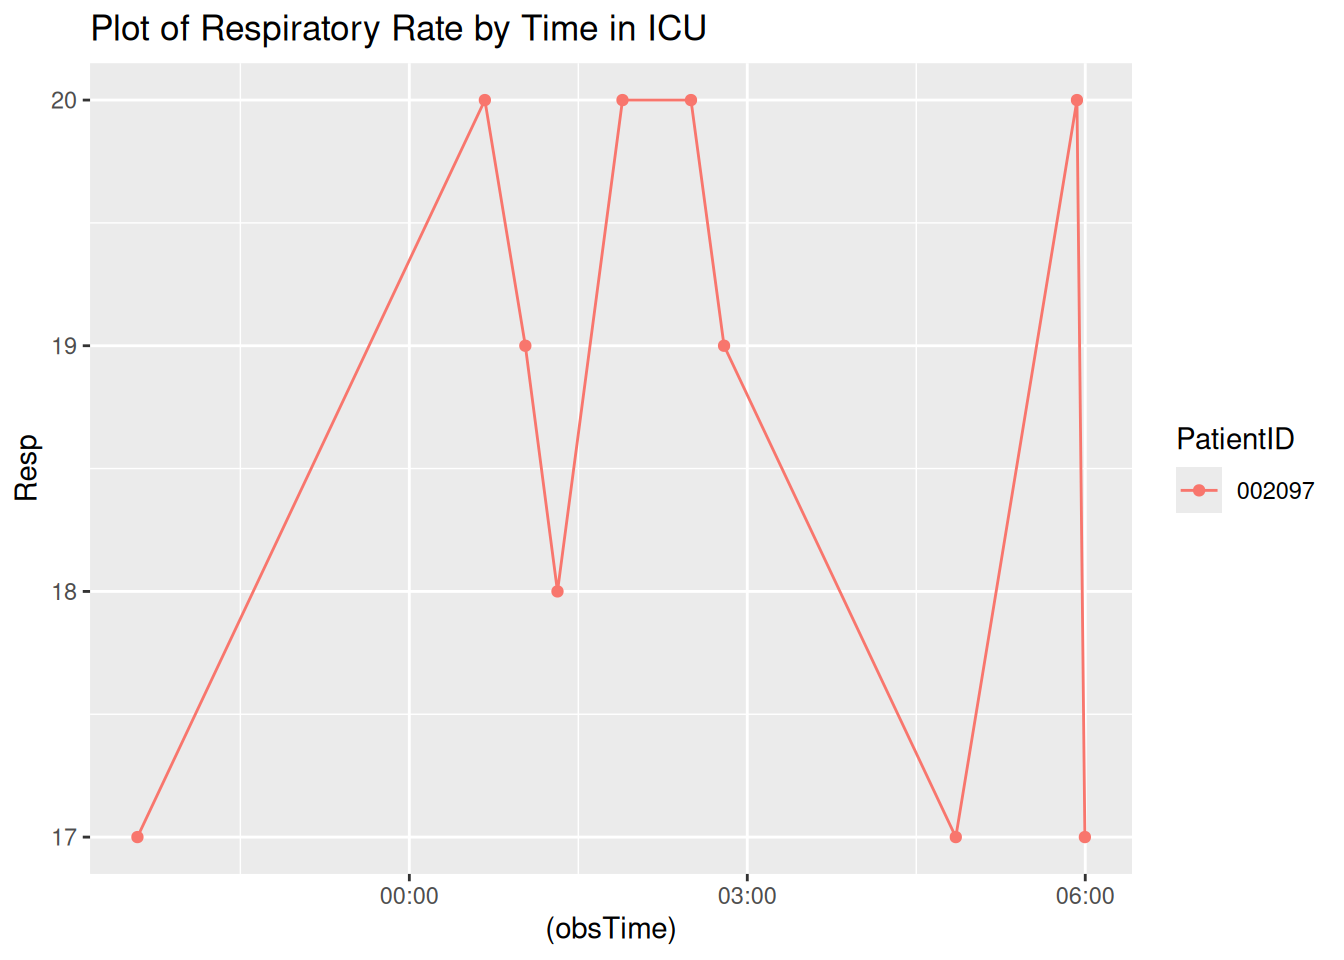 Plot of Respiratory Rate by Time in ICU
20
19
18
17
Resp
00:00 03:00 06:00
(obsTime)
PatientID
002097